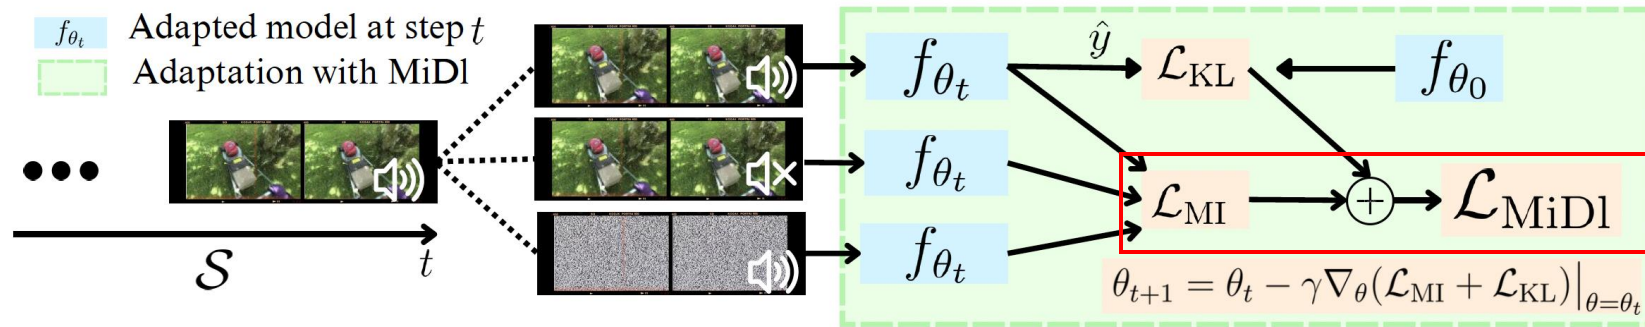 f_{θ_t} Adapted model at step t
Adaptation with MiDl
S
t
f_{θ_t}
f_{θ_t}
f_{θ_t}
ŷ
ℒ_KL
f_{θ_0}
ℒ_MI
+
ℒ_MiDl
θ_{t+1} = θ_t − γ∇_θ(ℒ_MI + ℒ_KL)|_{θ=θ_t}